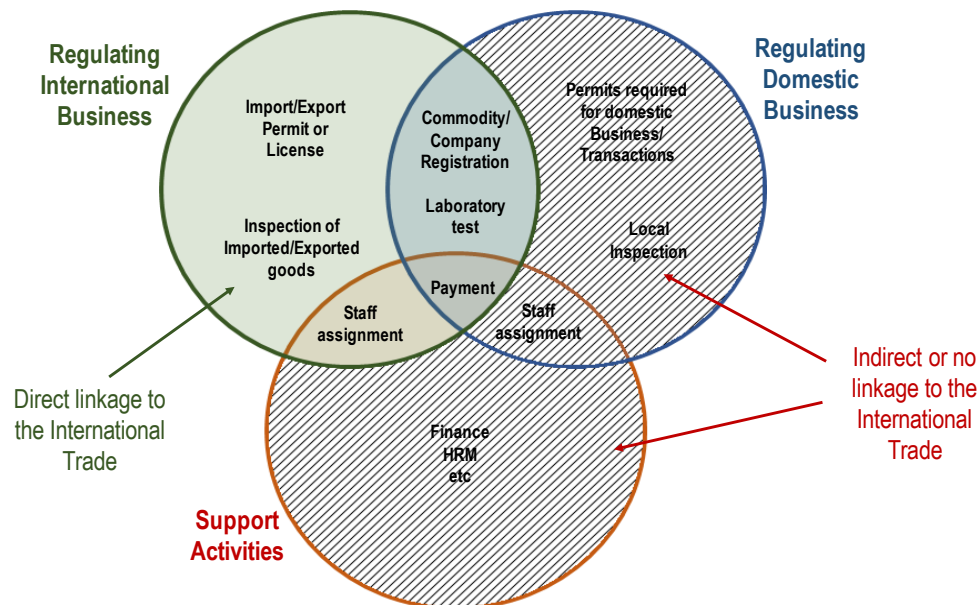 Regulating
International
Business
Regulating
Domestic
Business
Import/Export
Permit or
License
Commodity/
Company
Registration
Permits required
for domestic
Business/
Transactions
Laboratory
test
Inspection of
Imported/Exported
goods
Local
Inspection
Payment
Staff
assignment
Staff
assignment
Direct linkage to
the International
Trade
Indirect or no
linkage to the
International
Trade
Finance
HRM
etc
Support
Activities